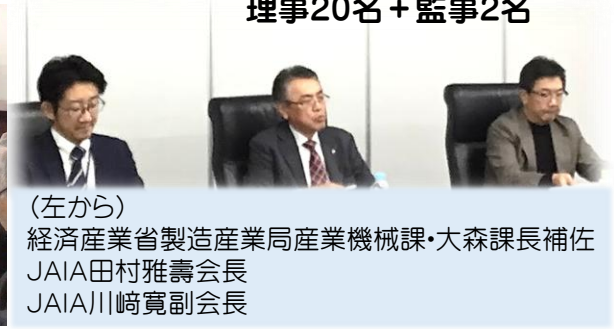 理事20名＋監事2名
（左から）
経済産業省製造産業局産業機械課・大森課長補佐
JAIA田村雅壽会長
JAIA川﨑寛副会長